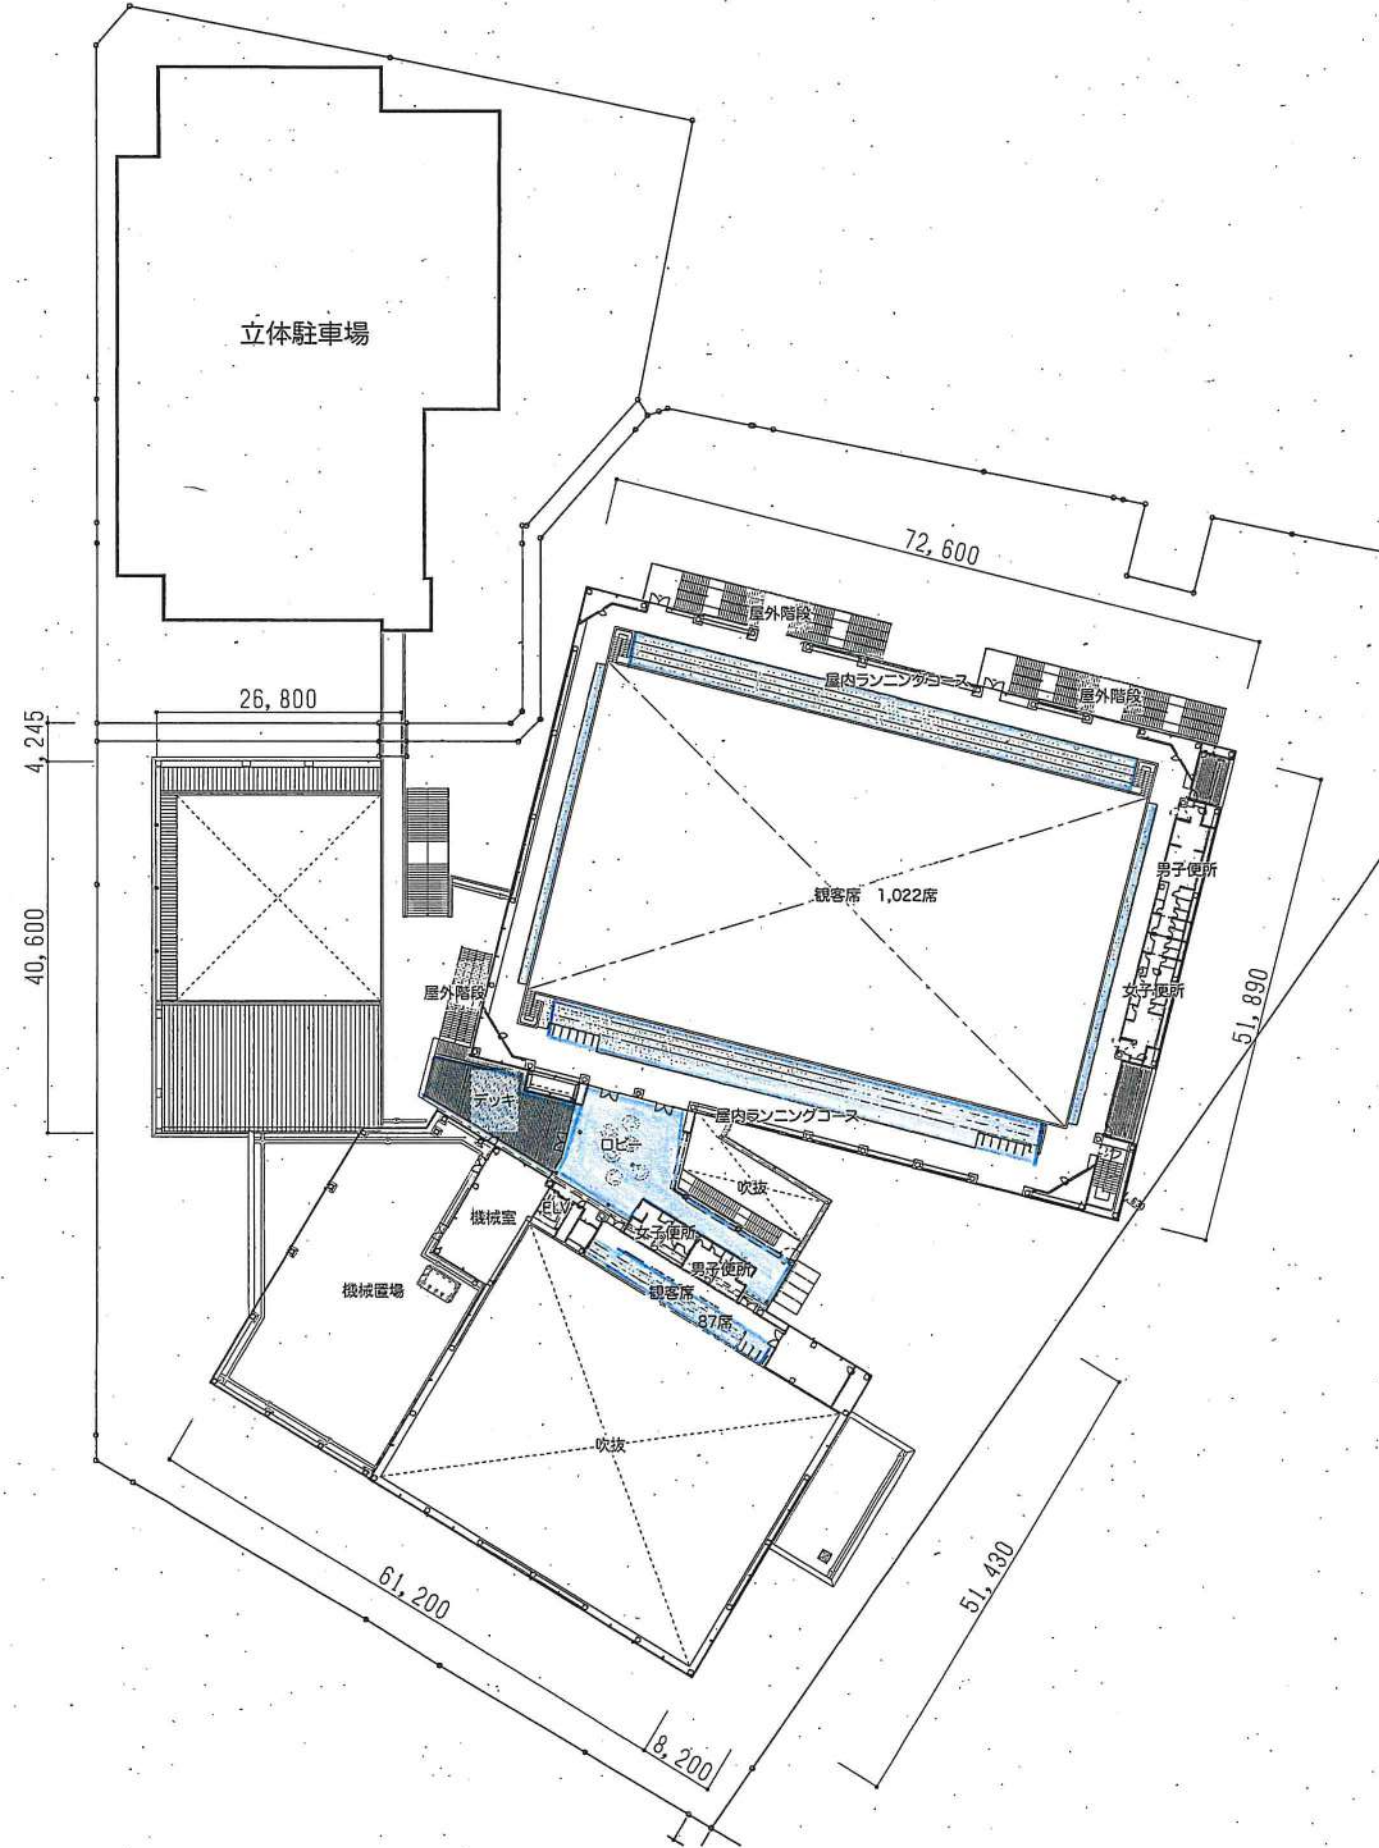 立体駐車場
72,600
屋外階段
屋内ランニングコース
屋外階段
26,800
4,245
40,600
観客席 1,022席
男子便所
女子便所
51,890
屋外階段
デッキ
ロビー
屋内ランニングコース
吹抜
機械室
ELV
女子便所
男子便所
機械置場
観客席
87席
吹抜
61,200
8,200
51,430